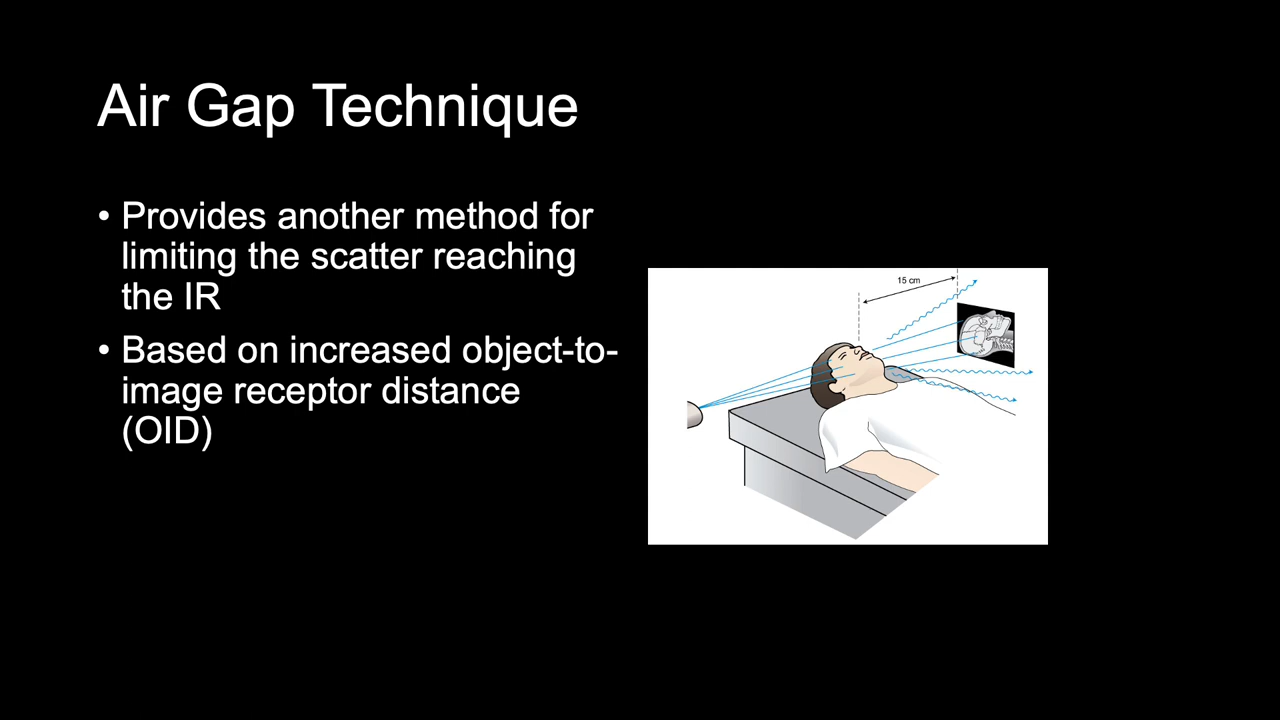 Air Gap Technique
• Provides another method for
limiting the scatter reaching
the IR
• Based on increased object-to-
image receptor distance
(OID)
15 cm